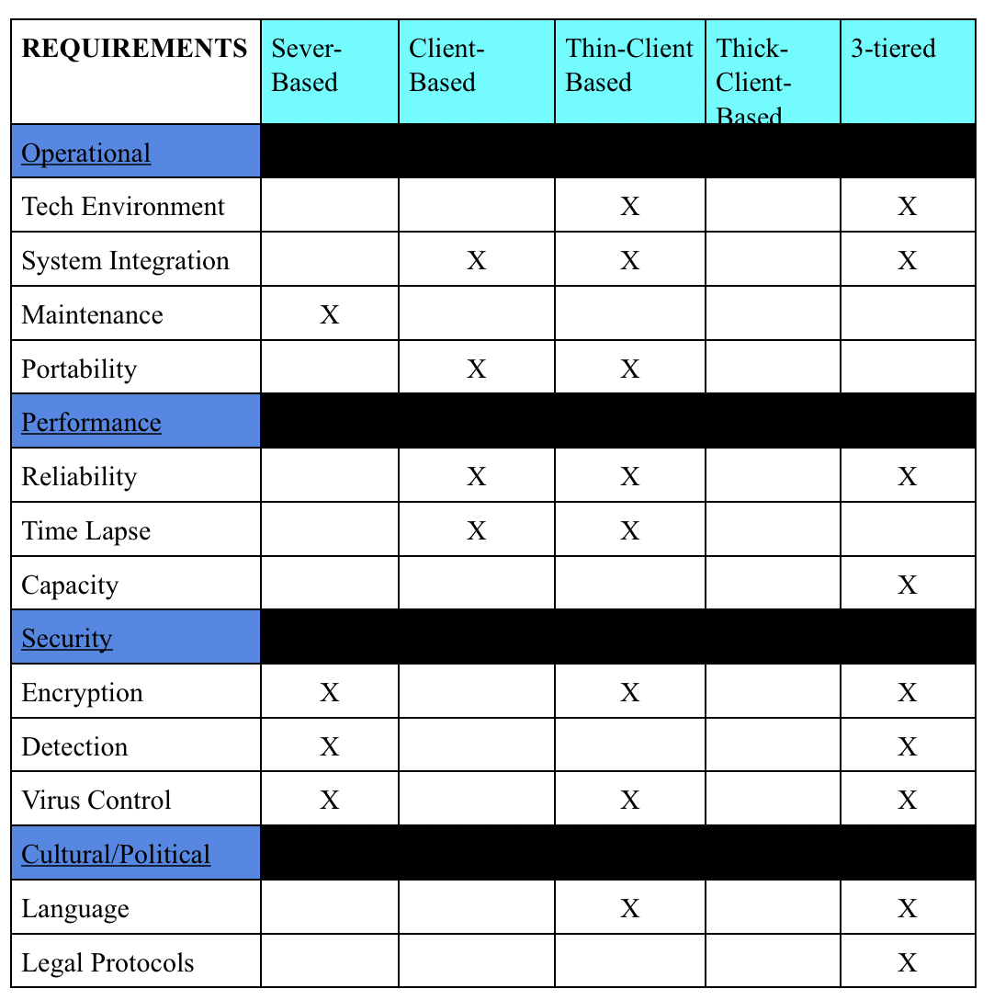 REQUIREMENTS Sever- Client- Thin-Client Thick- 3-tiered
Based Based Based Client-
Based
Operational
Tech Environment X X
System Integration X X X
Maintenance X
Portability X X
Performance
Reliability X X X
Time Lapse X X
Capacity X
Security
Encryption X X X
Detection X X
Virus Control X X X
Cultural/Political
Language X X
Legal Protocols X